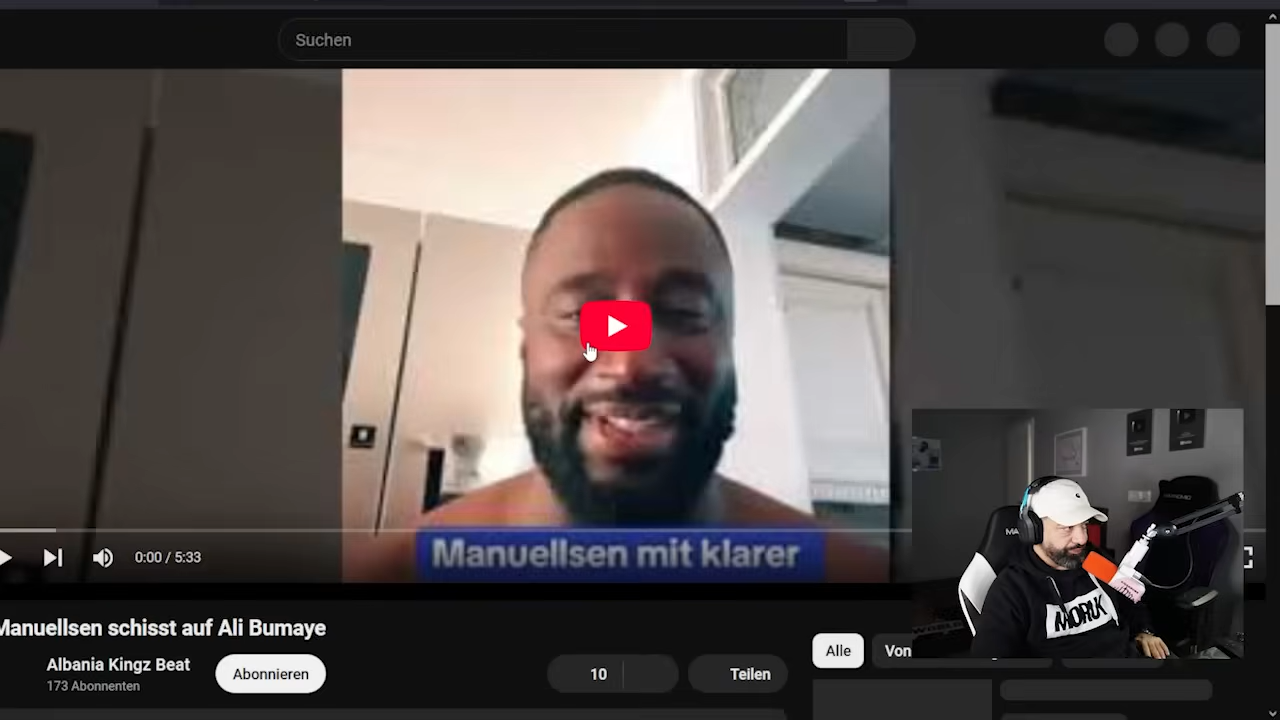 Suchen
Manuellsen mit klarer
0:00 / 5:33
Manuellsen schisst auf Ali Bumaye
Albania Kingz Beat
173 Abonnenten
Abonnieren
10
Teilen
Alle
Von
MORUK